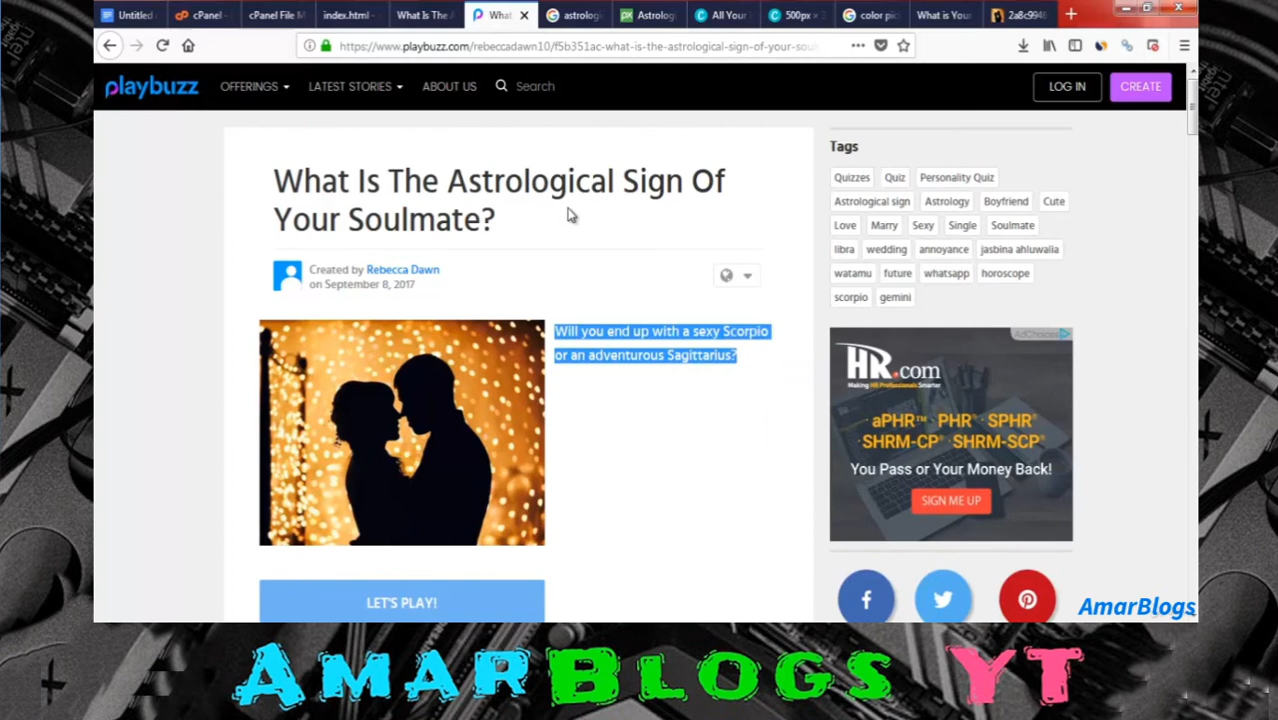 Untitled
cPanel -
cPanel File M
index.html -
What Is The A
What
astrolog
Astrolog
All Your
500px ×
color pic
What is Your
2a8c9948
https://www.playbuzz.com/rebeccadawn10/f5b351ac-what-is-the-astrological-sign-of-your-soul
playbuzz
OFFERINGS
LATEST STORIES
ABOUT US
Search
LOG IN
CREATE
What Is The Astrological Sign Of
Your Soulmate?
Created by Rebecca Dawn
on September 8, 2017
Will you end up with a sexy Scorpio
or an adventurous Sagittarius?
LET'S PLAY!
Tags
Quizzes Quiz Personality Quiz
Astrological sign Astrology Boyfriend Cute
Love Marry Sexy Single Soulmate
libra wedding annoyance jasbina ahluwalia
watamu future whatsapp horoscope
scorpio gemini
AdChoices
HR.com
Making HR Professionals Smarter
·aPHR™ · PHR® · SPHR®
·SHRM-CP® · SHRM-SCP®
You Pass or Your Money Back!
SIGN ME UP
AmarBlogs
AMARBLOGS YT